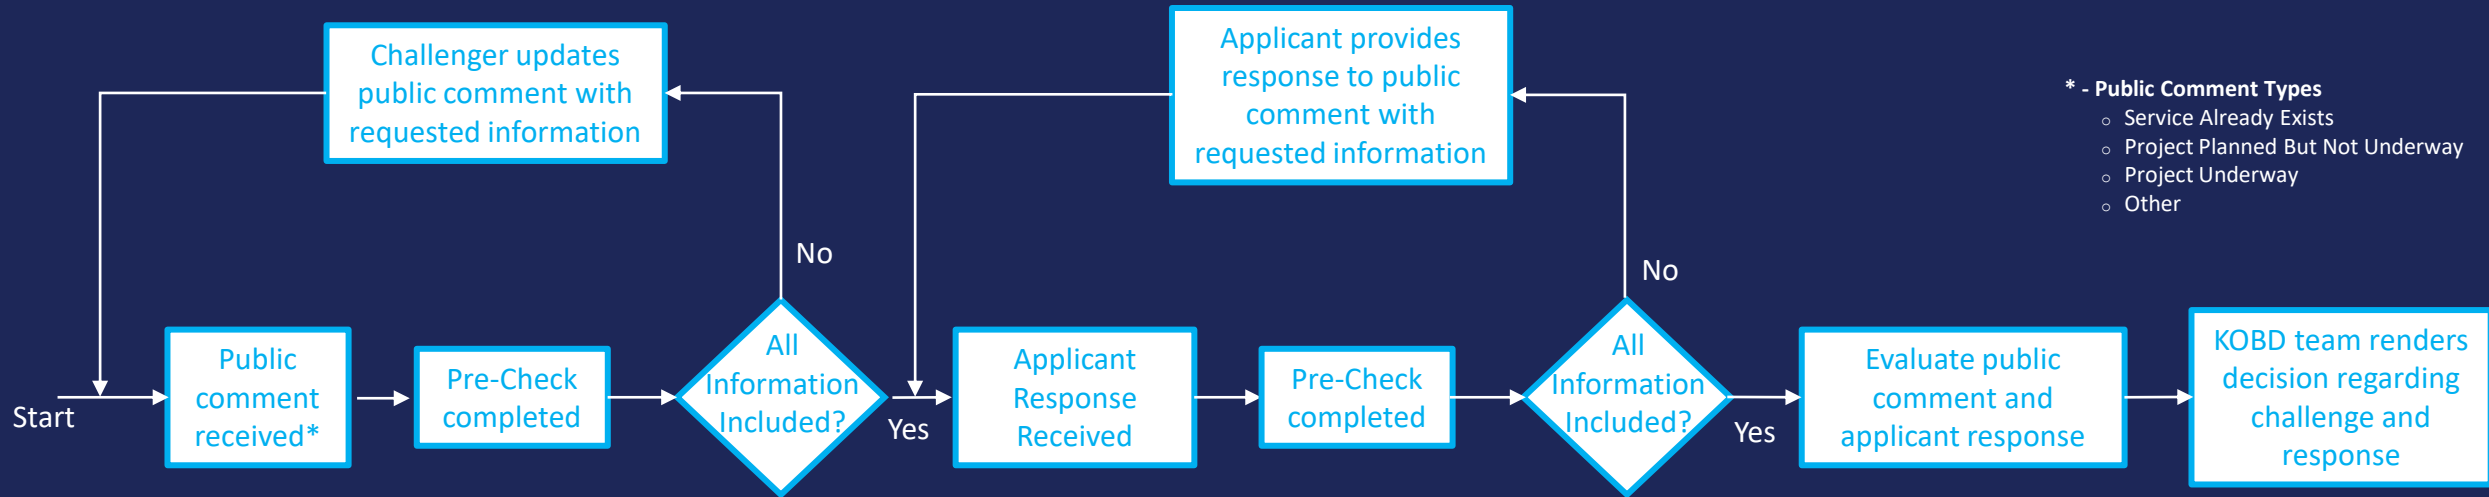 Challenger updates
public comment with
requested information
Applicant provides
response to public
comment with
requested information
* - Public Comment Types
○ Service Already Exists
○ Project Planned But Not Underway
○ Project Underway
○ Other
No
No
Start
Public
comment
received*
Pre-Check
completed
All
Information
Included?
Yes
Applicant
Response
Received
Pre-Check
completed
All
Information
Included?
Yes
Evaluate public
comment and
applicant response
KOBD team renders
decision regarding
challenge and
response